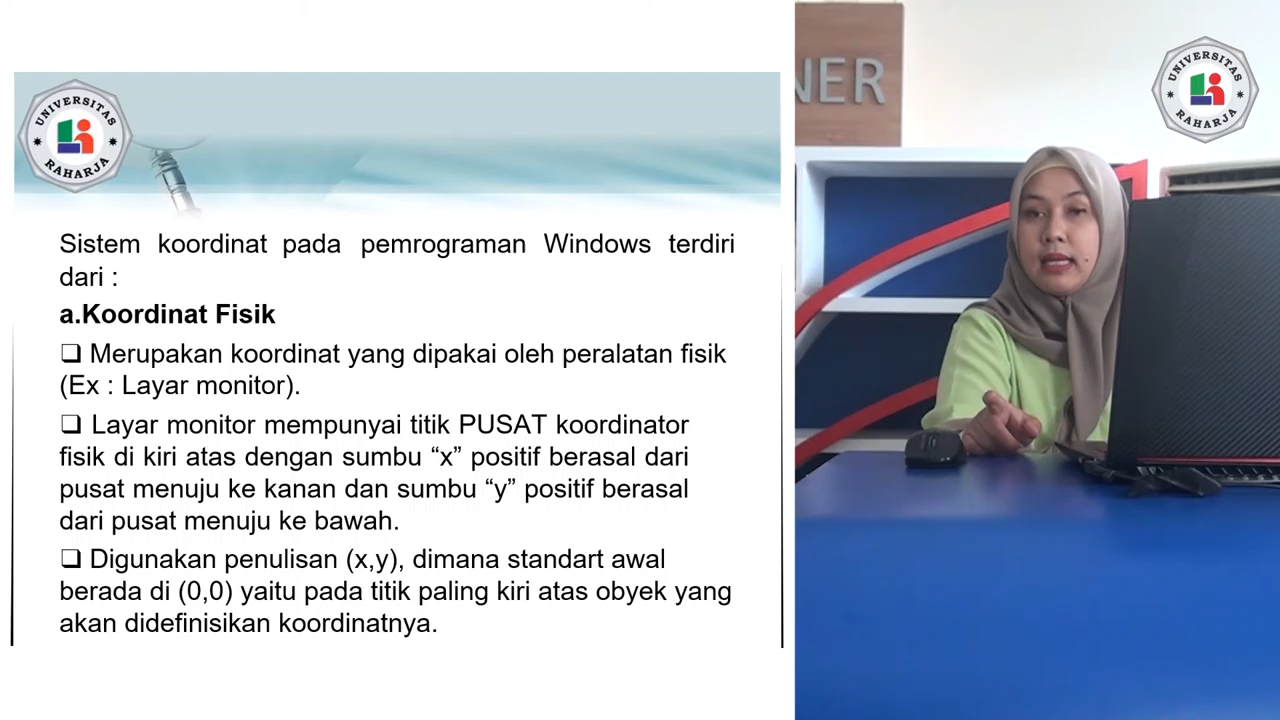 UNIVERSITAS
RAHARJA
Sistem koordinat pada pemrograman Windows terdiri
dari :
a.Koordinat Fisik
❑ Merupakan koordinat yang dipakai oleh peralatan fisik
(Ex : Layar monitor).
❑ Layar monitor mempunyai titik PUSAT koordinator
fisik di kiri atas dengan sumbu “x” positif berasal dari
pusat menuju ke kanan dan sumbu “y” positif berasal
dari pusat menuju ke bawah.
❑ Digunakan penulisan (x,y), dimana standart awal
berada di (0,0) yaitu pada titik paling kiri atas obyek yang
akan didefinisikan koordinatnya.
NER
UNIVERSITAS
RAHARJA